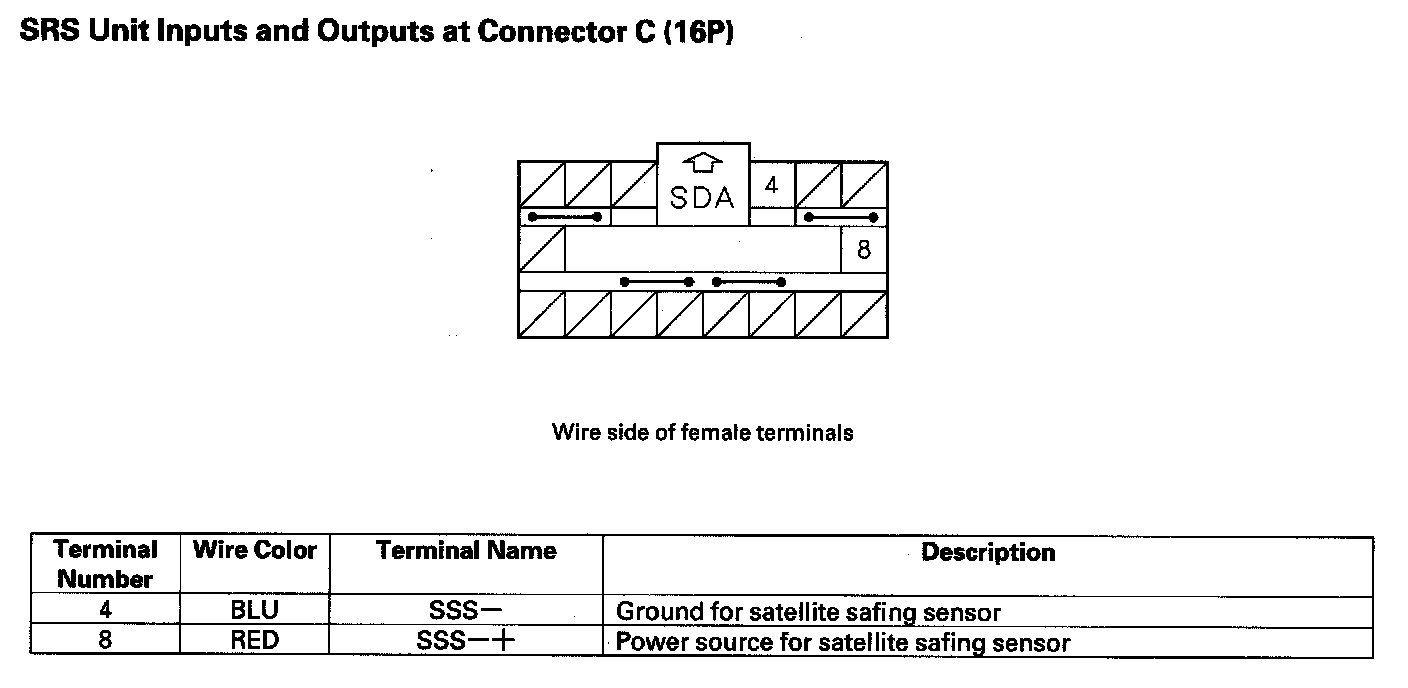 SRS Unit Inputs and Outputs at Connector C (16P)
SDA
4
8
Wire side of female terminals
Terminal Number Wire Color Terminal Name Description
4 BLU SSS− Ground for satellite safing sensor
8 RED SSS−+ Power source for satellite safing sensor